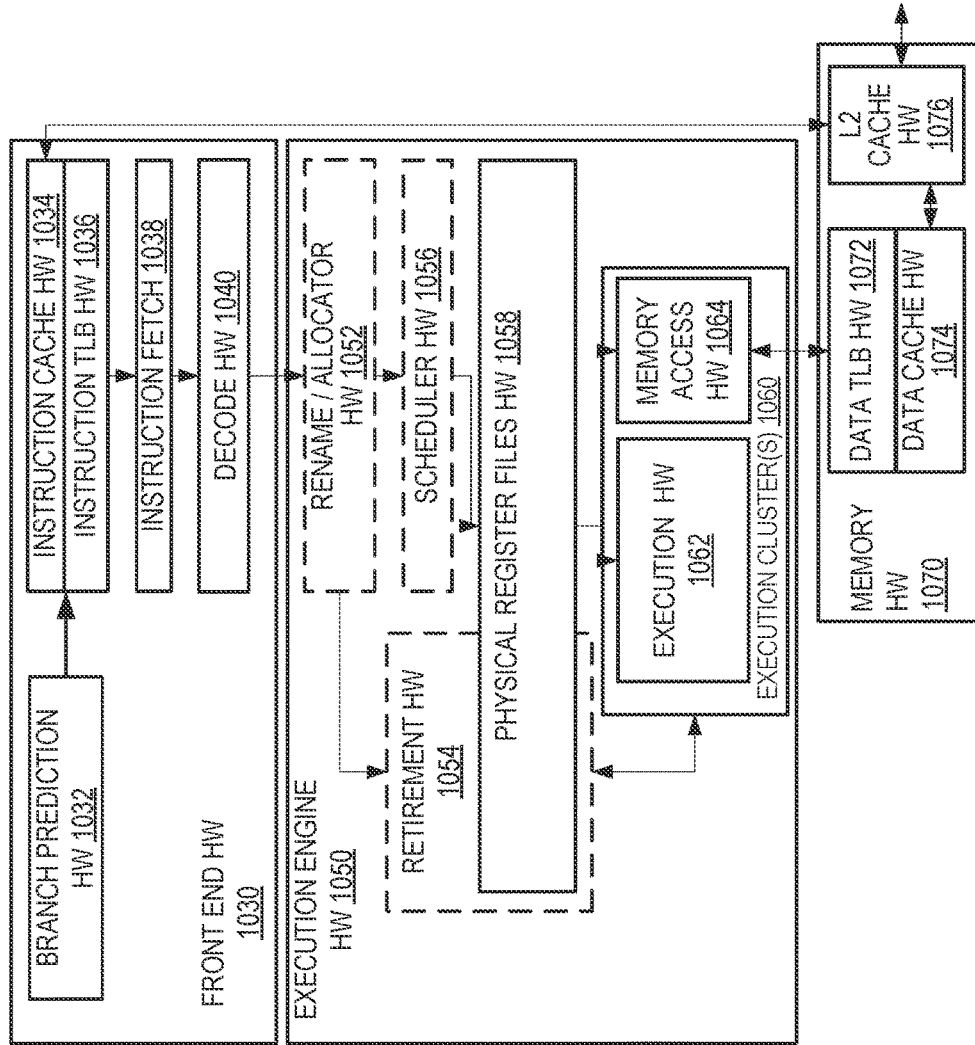 BRANCH PREDICTION
HW 1032
INSTRUCTION CACHE HW 1034
INSTRUCTION TLB HW 1036
INSTRUCTION FETCH 1038
DECODE HW 1040
FRONT END HW
1030
EXECUTION ENGINE
HW 1050
RENAME / ALLOCATOR
HW 1052
SCHEDULER HW 1056
RETIREMENT HW
1054
PHYSICAL REGISTER FILES HW 1058
EXECUTION HW
1062
MEMORY
ACCESS
HW 1064
EXECUTION CLUSTER(S) 1060
MEMORY
HW
1070
DATA TLB HW 1072
DATA CACHE HW
1074
L2
CACHE
HW
1076